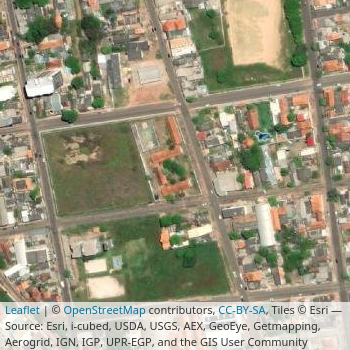 Leaflet | © OpenStreetMap contributors, CC-BY-SA, Tiles © Esri —
Source: Esri, i-cubed, USDA, USGS, AEX, GeoEye, Getmapping,
Aerogrid, IGN, IGP, UPR-EGP, and the GIS User Community